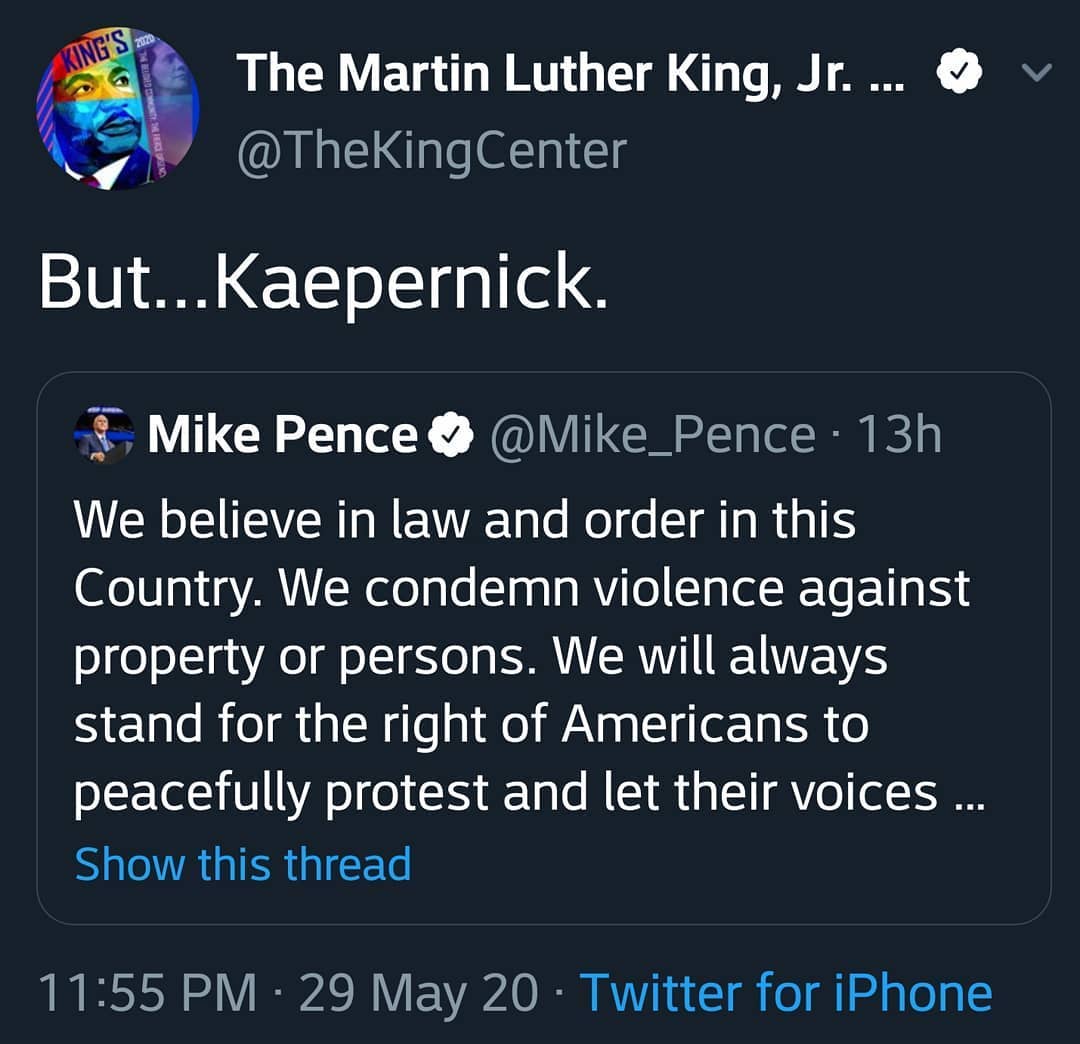 KING'S 2020
The Martin Luther King, Jr. ...
@TheKingCenter
But...Kaepernick.
Mike Pence @Mike_Pence · 13h
We believe in law and order in this
Country. We condemn violence against
property or persons. We will always
stand for the right of Americans to
peacefully protest and let their voices ...
Show this thread
11:55 PM · 29 May 20 · Twitter for iPhone